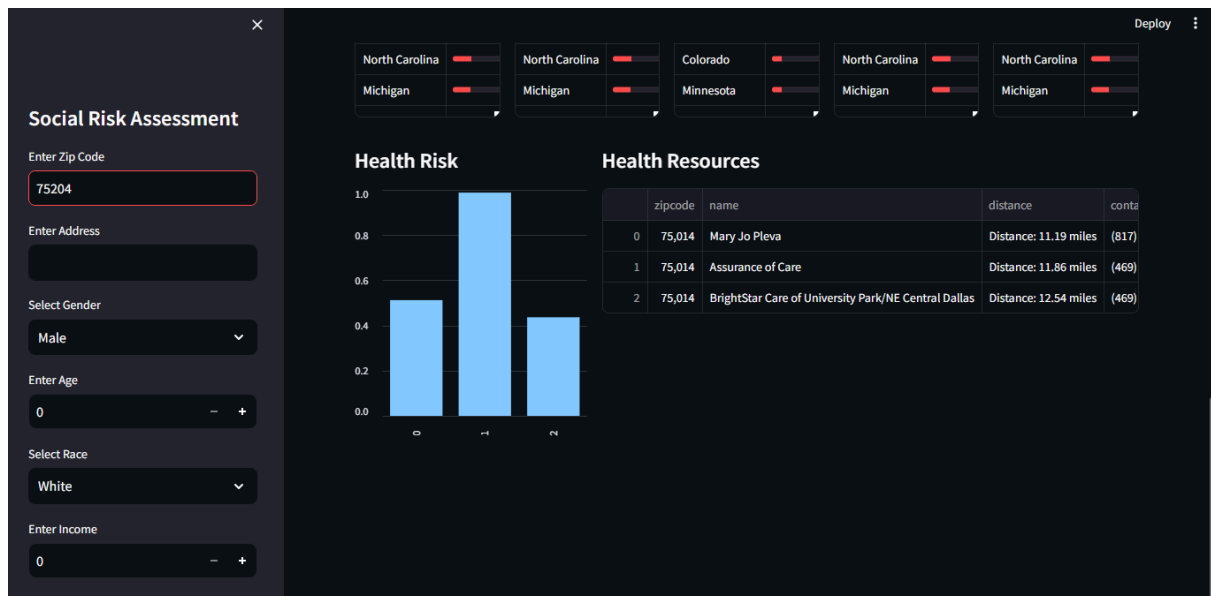 Deploy
Social Risk Assessment
Enter Zip Code
75204
Enter Address
Select Gender
Male
Enter Age
0 − +
Select Race
White
Enter Income
0 − +
North Carolina North Carolina Colorado North Carolina North Carolina
Michigan Michigan Minnesota Michigan Michigan
Health Risk
1.0
0.8
0.6
0.4
0.2
0.0
0 1 2
Health Resources
zipcode name distance conta
0 75,014 Mary Jo Pleva Distance: 11.19 miles (817)
1 75,014 Assurance of Care Distance: 11.86 miles (469)
2 75,014 BrightStar Care of University Park/NE Central Dallas Distance: 12.54 miles (469)